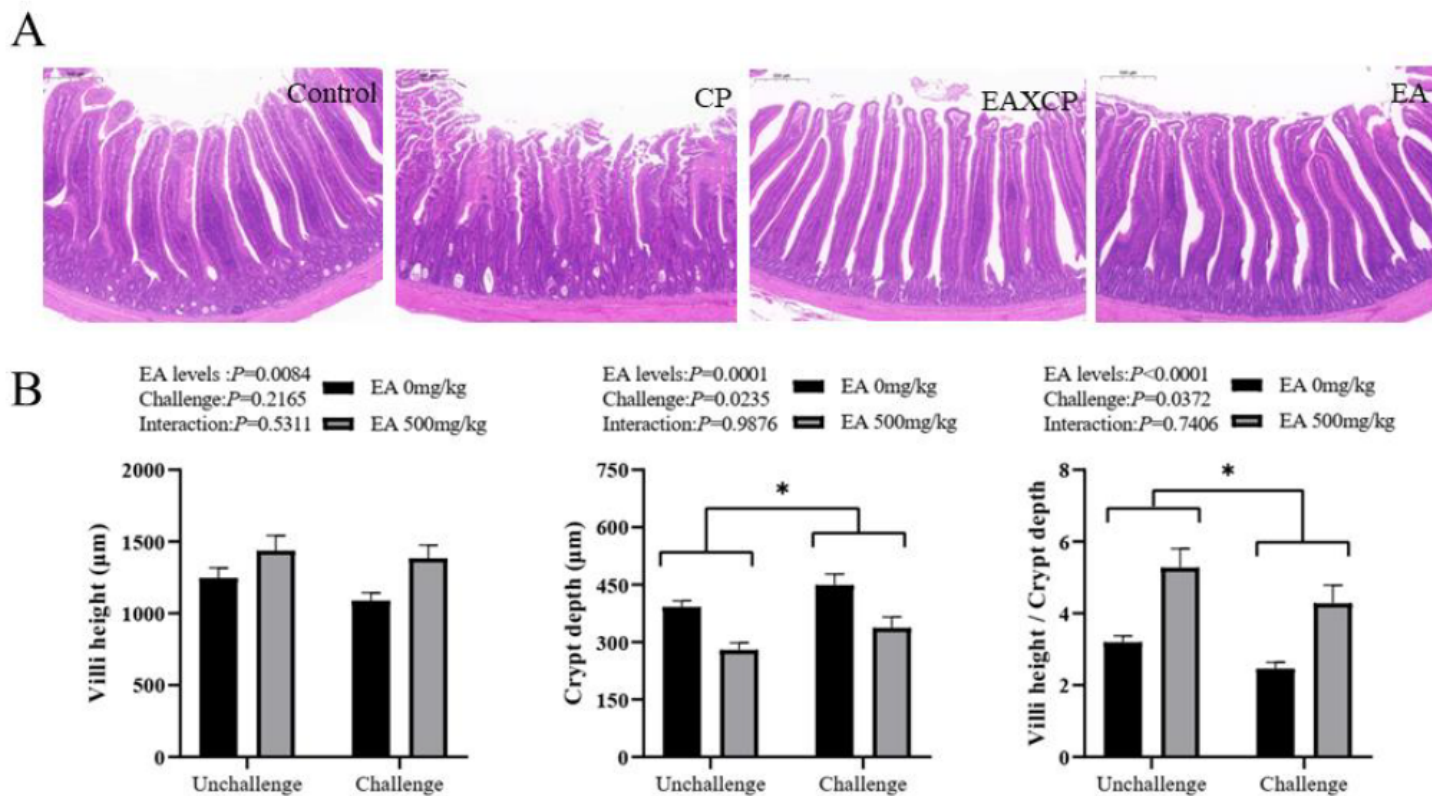 A
Control
CP
EAXCP
EA
B
EA levels :P=0.0084
Challenge:P=0.2165
Interaction:P=0.5311
EA 0mg/kg
EA 500mg/kg
Villi height (μm)
2000
1500
1000
500
0
Unchallenge
Challenge
EA levels:P=0.0001
Challenge:P=0.0235
Interaction:P=0.9876
EA 0mg/kg
EA 500mg/kg
Crypt depth (μm)
750
600
450
300
150
0
*
Unchallenge
Challenge
EA levels:P<0.0001
Challenge:P=0.0372
Interaction:P=0.7406
EA 0mg/kg
EA 500mg/kg
Villi height / Crypt depth
8
6
4
2
0
*
Unchallenge
Challenge